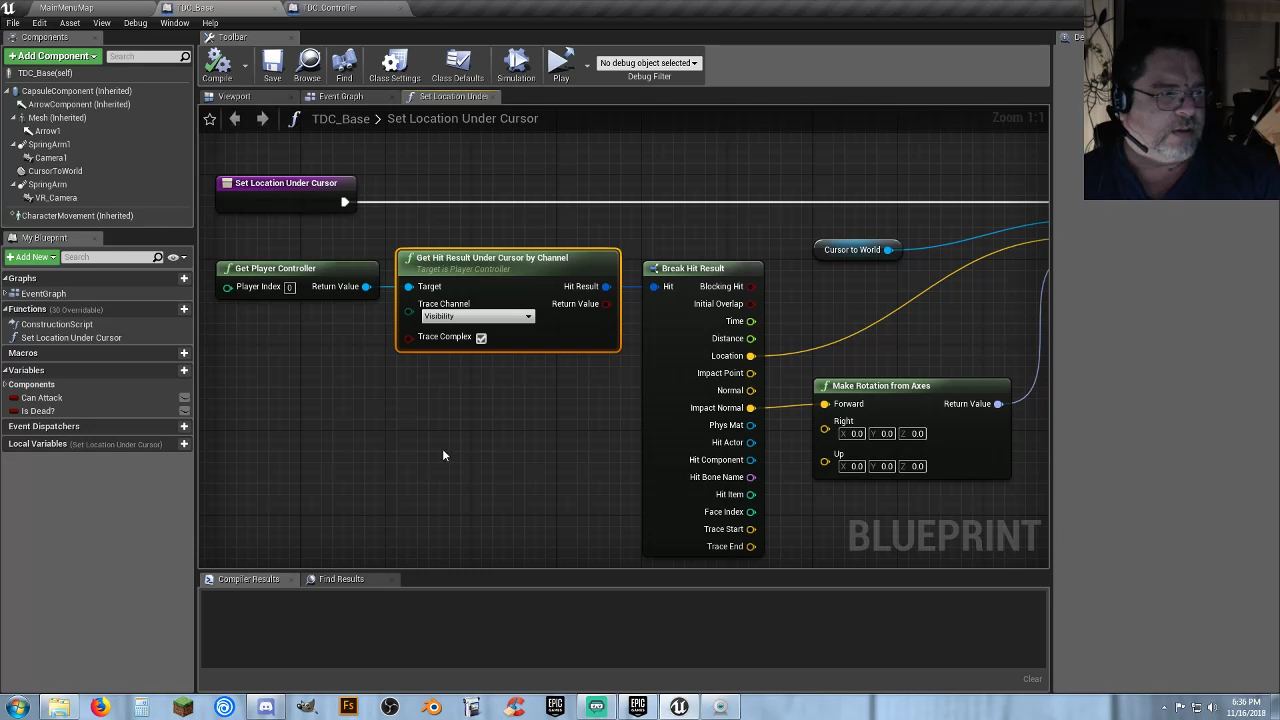 MainMenuMap
TDC_Base
TDC_Controller
File Edit Asset View Debug Window Help
Components
Toolbar
De
Add Component
Search
TDC_Base(self)
CapsuleComponent (Inherited)
ArrowComponent (Inherited)
Mesh (Inherited)
Arrow1
SpringArm1
Camera1
CursorToWorld
SpringArm
VR_Camera
CharacterMovement (Inherited)
Compile
Save
Browse
Find
Class Settings
Class Defaults
Simulation
Play
No debug object selected
Debug Filter
Viewport
Event Graph
Set Location Unde
TDC_Base > Set Location Under Cursor
Zoom 1:1
My Blueprint
Add New
Search
Graphs
EventGraph
Functions (30 Overridable)
ConstructionScript
Set Location Under Cursor
Macros
Variables
Components
Can Attack
Is Dead?
Event Dispatchers
Local Variables (Set Location Under Cursor)
Set Location Under Cursor
Get Player Controller
Player Index 0
Return Value
Get Hit Result Under Cursor by Channel
Target is Player Controller
Target
Hit Result
Trace Channel
Return Value
Visibility
Trace Complex
Break Hit Result
Hit
Blocking Hit
Initial Overlap
Time
Distance
Location
Impact Point
Normal
Impact Normal
Phys Mat
Hit Actor
Hit Component
Hit Bone Name
Hit Item
Face Index
Trace Start
Trace End
Cursor to World
Make Rotation from Axes
Forward
Return Value
Right
X 0.0 Y 0.0 Z 0.0
Up
X 0.0 Y 0.0 Z 0.0
BLUEPRINT
Compiler Results
Find Results
Clear
Fs
EPIC
GAMES
EPIC
GAMES
6:36 PM
11/16/2018